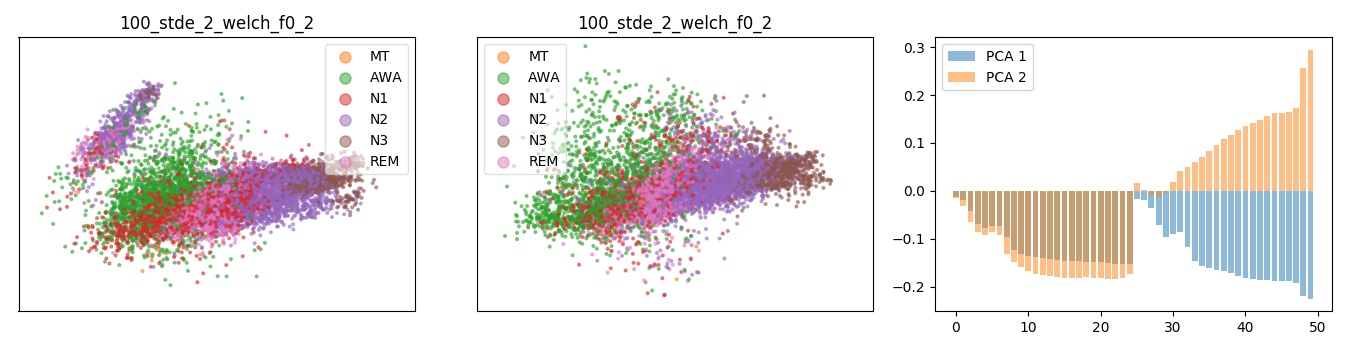 100_stde_2_welch_f0_2
MT
AWA
N1
N2
N3
REM
100_stde_2_welch_f0_2
MT
AWA
N1
N2
N3
REM
PCA 1
PCA 2
0.3
0.2
0.1
0.0
−0.1
−0.2
0 10 20 30 40 50